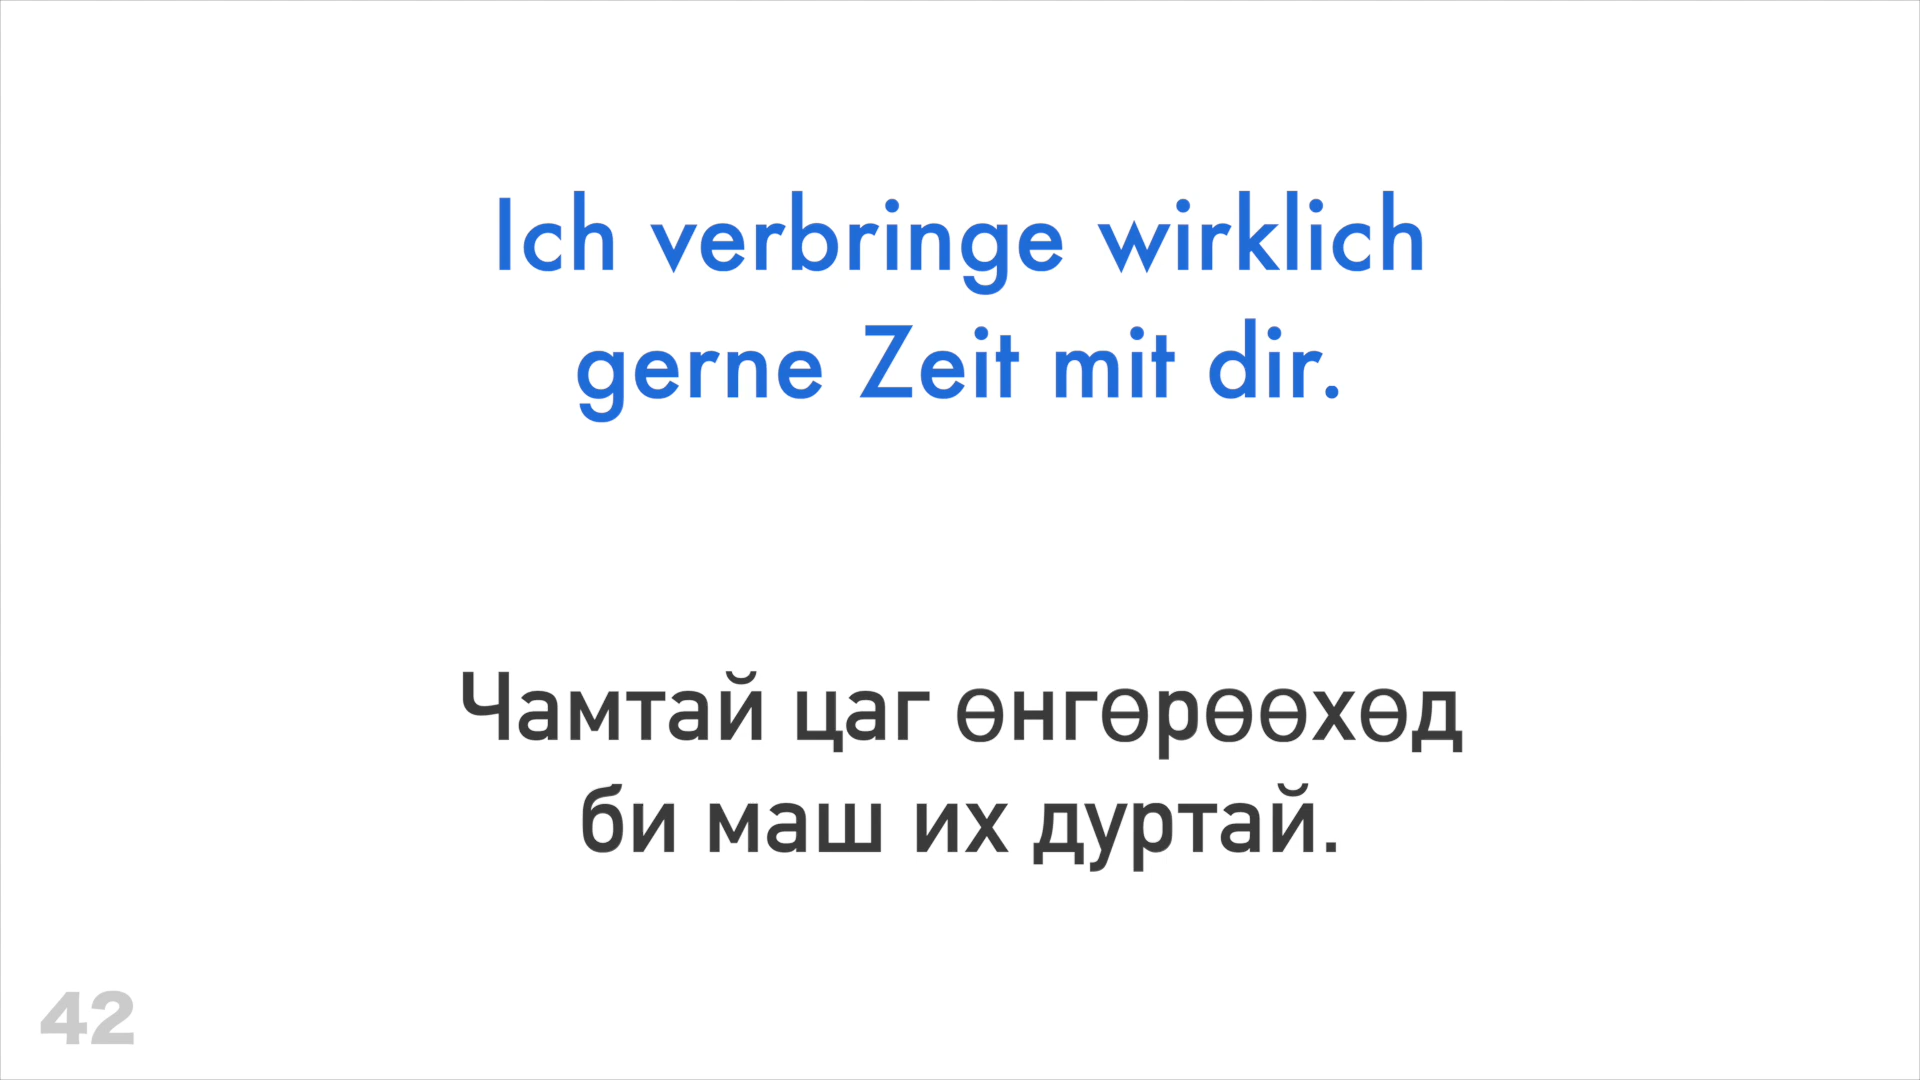 Ich verbringe wirklich
gerne Zeit mit dir.
Чамтай цаг өнгөрөөхөд
би маш их дуртай.
42